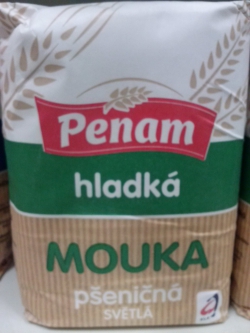 Penam
hladká
MOUKA
pšeničná
SVĚTLÁ